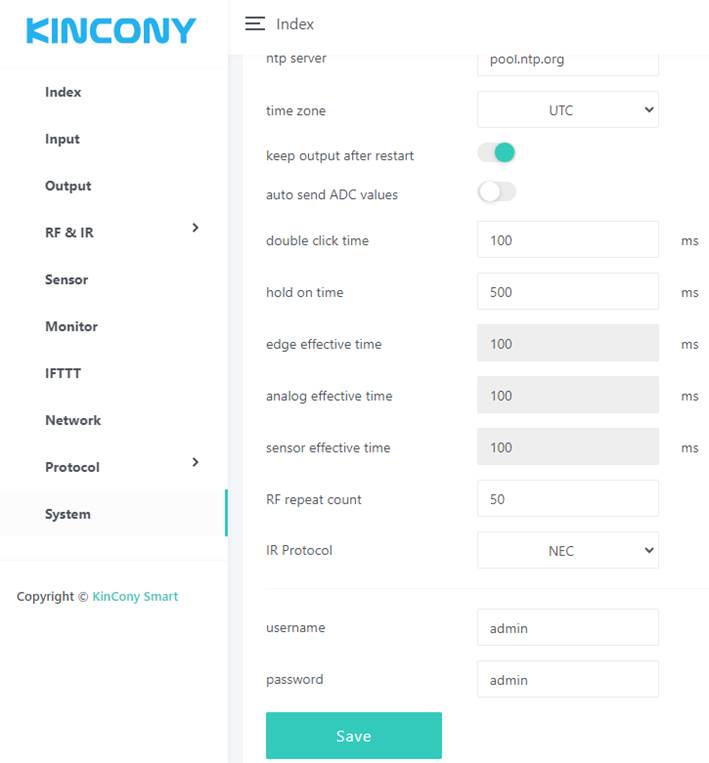 KINCONY
Index
Input
Output
RF & IR
Sensor
Monitor
IFTTT
Network
Protocol
System
Copyright © KinCony Smart
Index
ntp server pool.ntp.org
time zone UTC
keep output after restart
auto send ADC values
double click time 100 ms
hold on time 500 ms
edge effective time 100 ms
analog effective time 100 ms
sensor effective time 100 ms
RF repeat count 50
IR Protocol NEC
username admin
password admin
Save